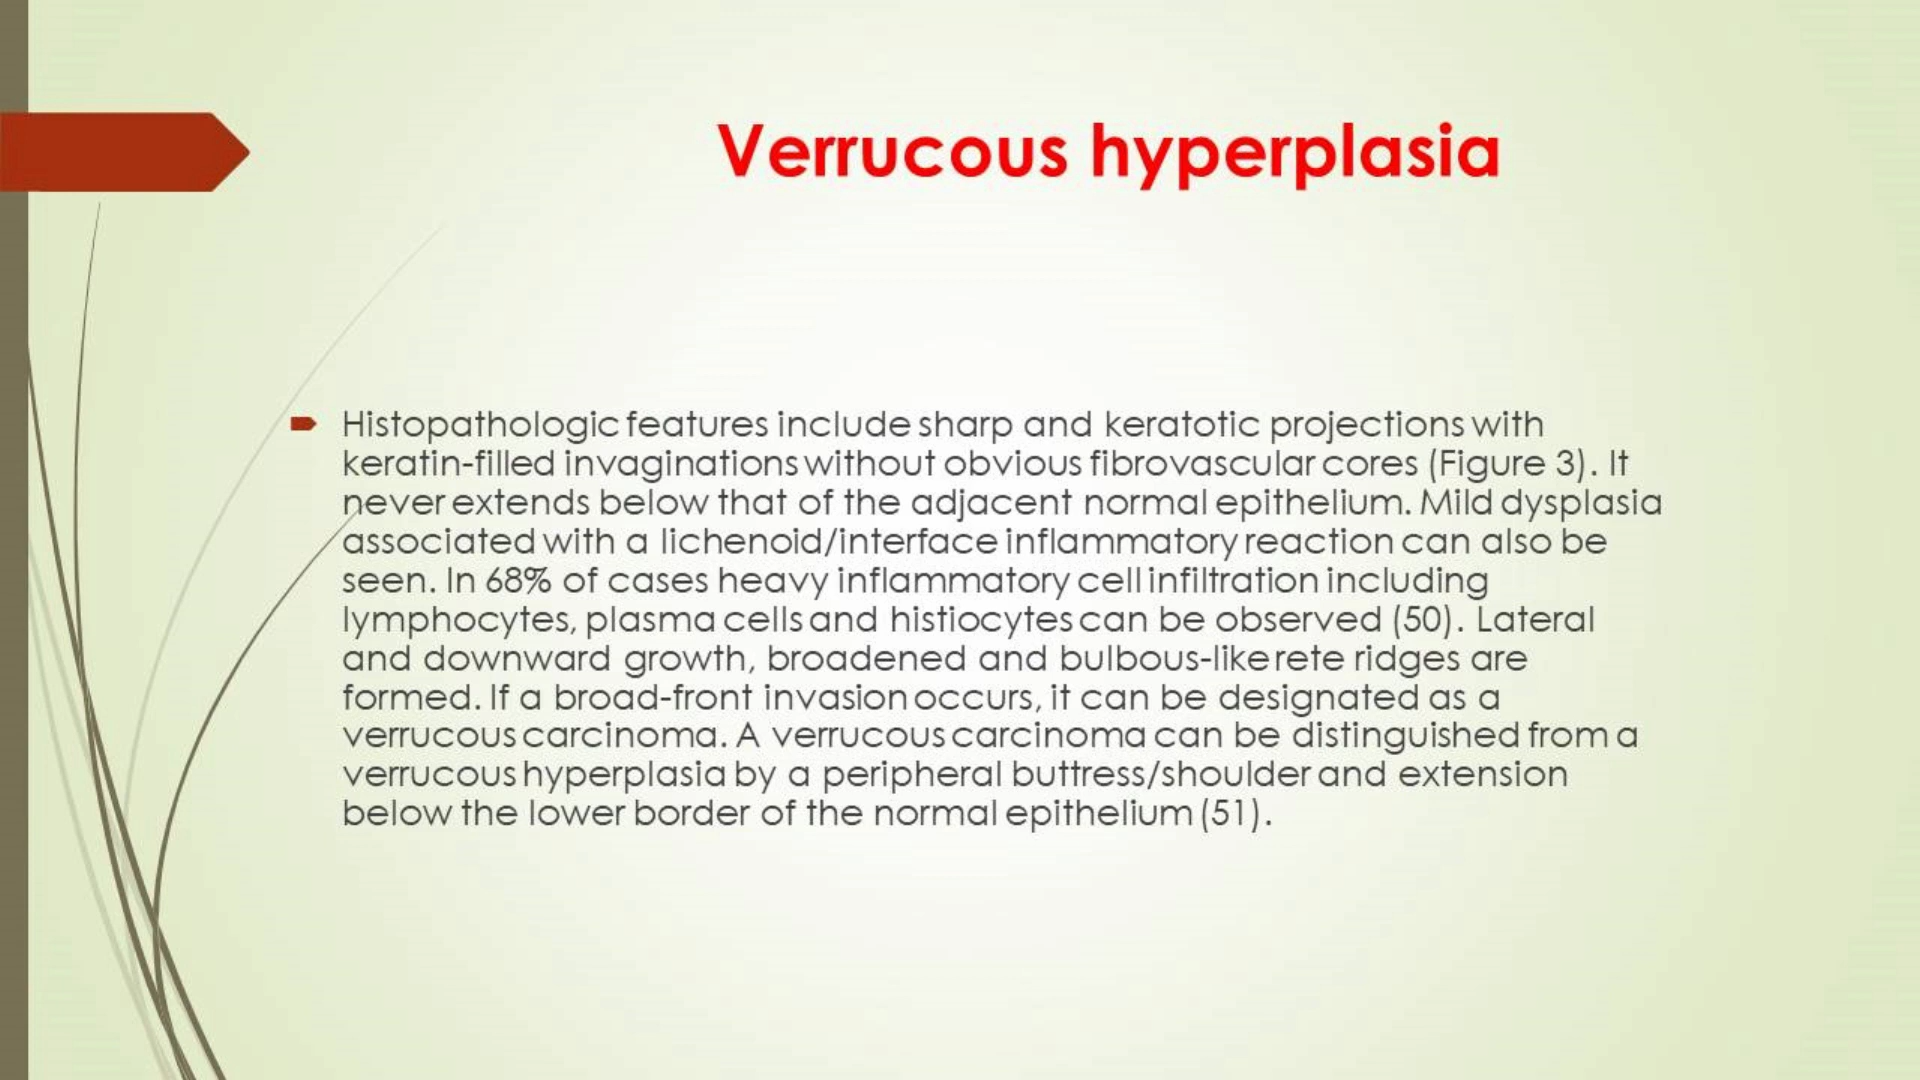 Verrucous hyperplasia
Histopathologic features include sharp and keratotic projections with
keratin-filled invaginations without obvious fibrovascular cores (Figure 3). It
never extends below that of the adjacent normal epithelium. Mild dysplasia
associated with a lichenoid/interface inflammatory reaction can also be
seen. In 68% of cases heavy inflammatory cell infiltration including
lymphocytes, plasma cells and histiocytes can be observed (50). Lateral
and downward growth, broadened and bulbous-like rete ridges are
formed. If a broad-front invasion occurs, it can be designated as a
verrucous carcinoma. A verrucous carcinoma can be distinguished from a
verrucous hyperplasia by a peripheral buttress/shoulder and extension
below the lower border of the normal epithelium (51).